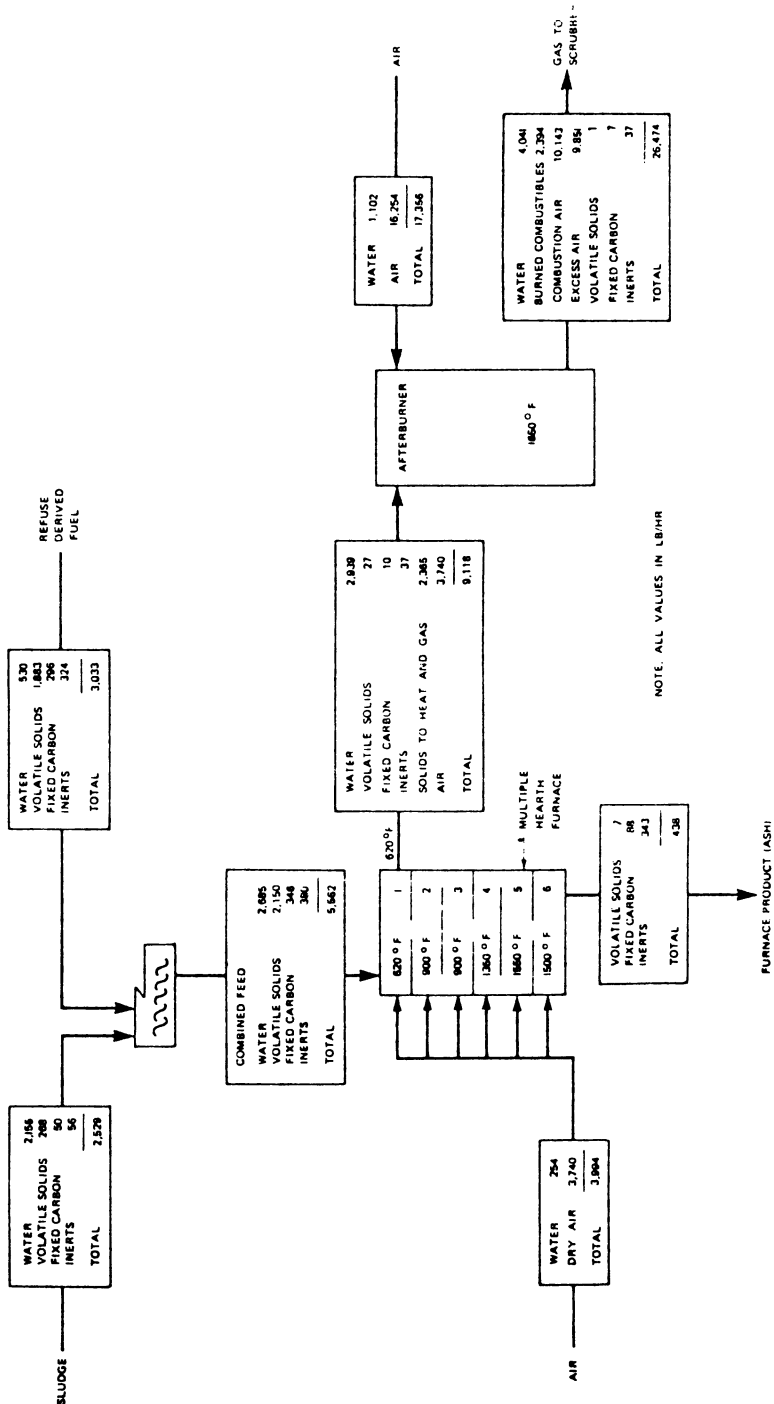 SLUDGE
WATER 2,156
VOLATILE SOLIDS 268
FIXED CARBON 50
INERTS 56
TOTAL 2,529
REFUSE
DERIVED
FUEL
WATER 530
VOLATILE SOLIDS 1,883
FIXED CARBON 296
INERTS 324
TOTAL 3,033
COMBINED FEED
WATER 2,685
VOLATILE SOLIDS 2,150
FIXED CARBON 346
INERTS 380
TOTAL 5,562
AIR
WATER 254
DRY AIR 3,740
TOTAL 3,994
620° F 1
900° F 2
900° F 3
1350° F 4
1660° F 5
1500° F 6
MULTIPLE
HEARTH
FURNACE
620°F
WATER 2,939
VOLATILE SOLIDS 27
FIXED CARBON 10
INERTS 37
SOLIDS TO HEAT AND GAS 2,365
AIR 3,740
TOTAL 9,118
VOLATILE SOLIDS 7
FIXED CARBON 88
INERTS 343
TOTAL 438
FURNACE PRODUCT (ASH)
AFTERBURNER
1660° F
AIR
WATER 1,102
AIR 16,254
TOTAL 17,356
WATER 4,041
BURNED COMBUSTIBLES 2,394
COMBUSTION AIR 10,143
EXCESS AIR 9,851
VOLATILE SOLIDS 1
FIXED CARBON 7
INERTS 37
TOTAL 26,474
GAS TO
NOTE. ALL VALUES IN LB/HR